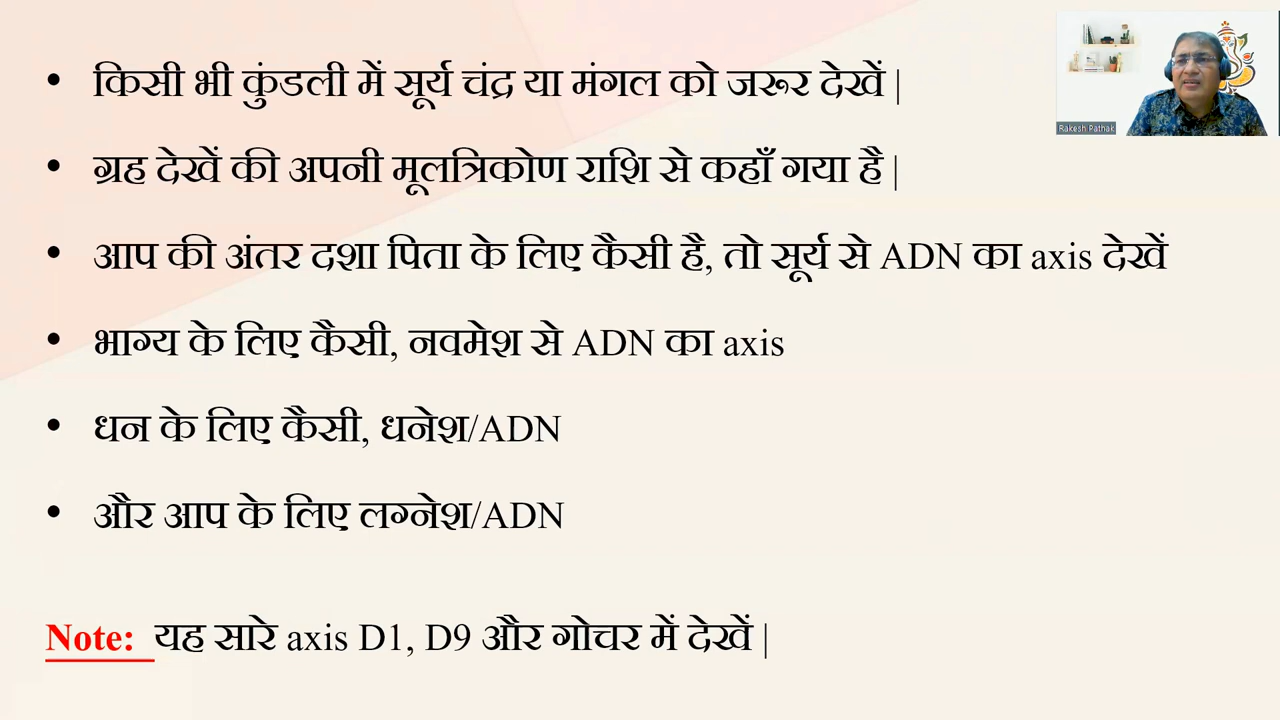 • किसी भी कुंडली में सूर्य चंद्र या मंगल को जरूर देखें |
Rakesh Pathak
• ग्रह देखें की अपनी मूलत्रिकोण राशि से कहाँ गया है |
• आप की अंतर दशा पिता के लिए कैसी है, तो सूर्य से ADN का axis देखें
• भाग्य के लिए कैसी, नवमेश से ADN का axis
• धन के लिए कैसी, धनेश/ADN
• और आप के लिए लग्नेश/ADN
Note: यह सारे axis D1, D9 और गोचर में देखें |